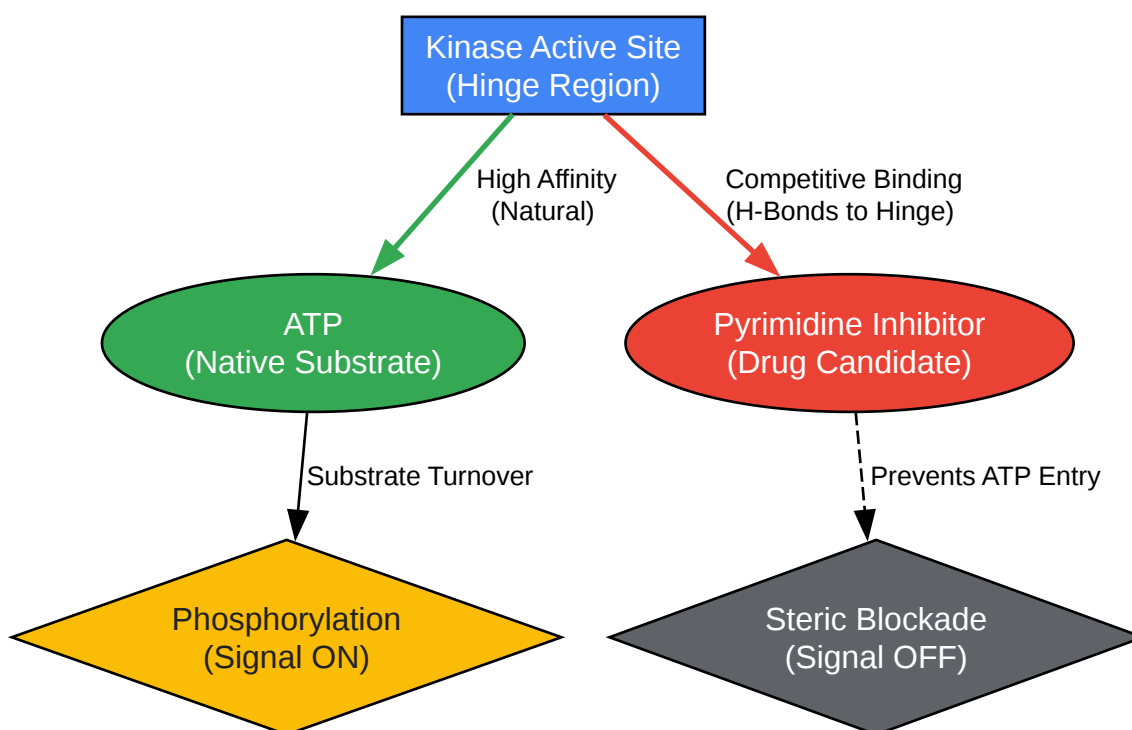 Kinase Active Site
(Hinge Region)
High Affinity
(Natural)
Competitive Binding
(H-Bonds to Hinge)
ATP
(Native Substrate)
Pyrimidine Inhibitor
(Drug Candidate)
Substrate Turnover
Prevents ATP Entry
Phosphorylation
(Signal ON)
Steric Blockade
(Signal OFF)